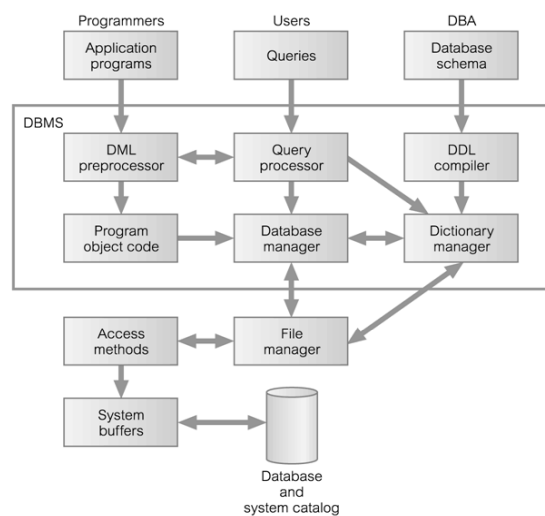 Programmers
Users
DBA
Application
programs
Queries
Database
schema
DBMS
DML
preprocessor
Query
processor
DDL
compiler
Program
object code
Database
manager
Dictionary
manager
Access
methods
File
manager
System
buffers
Database
and
system catalog